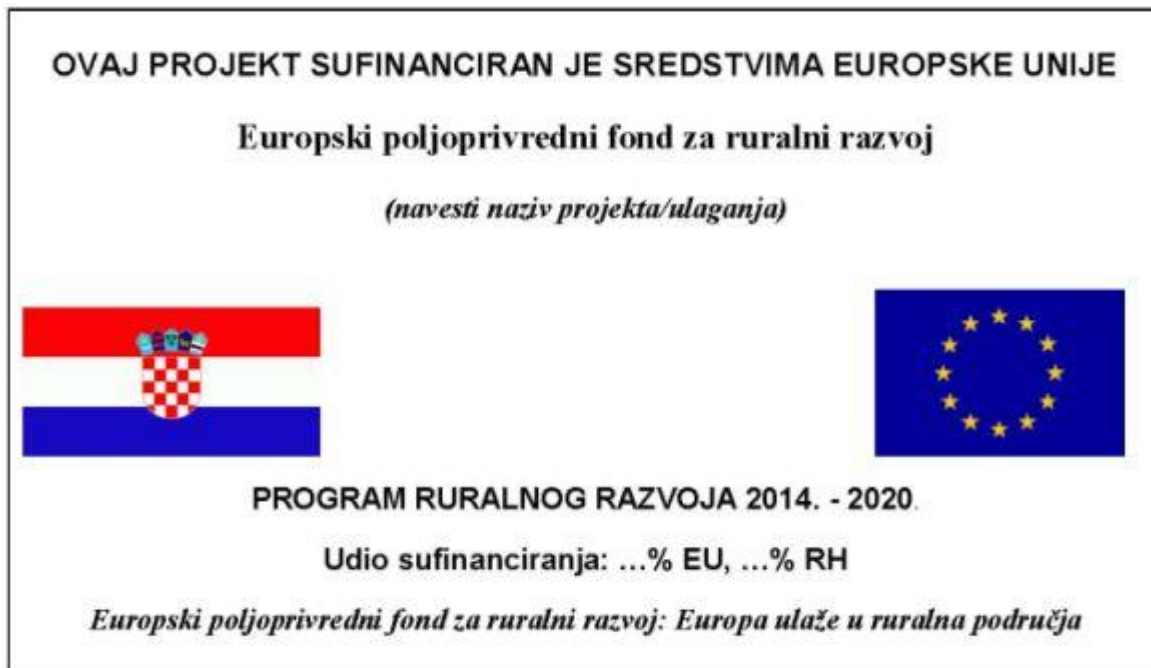 OVAJ PROJEKT SUFINANCIRAN JE SREDSTVIMA EUROPSKE UNIJE
Europski poljoprivredni fond za ruralni razvoj
(navesti naziv projekta/ulaganja)
PROGRAM RURALNOG RAZVOJA 2014. - 2020.
Udio sufinanciranja: ...% EU, ...% RH
Europski poljoprivredni fond za ruralni razvoj: Europa ulaže u ruralna područja